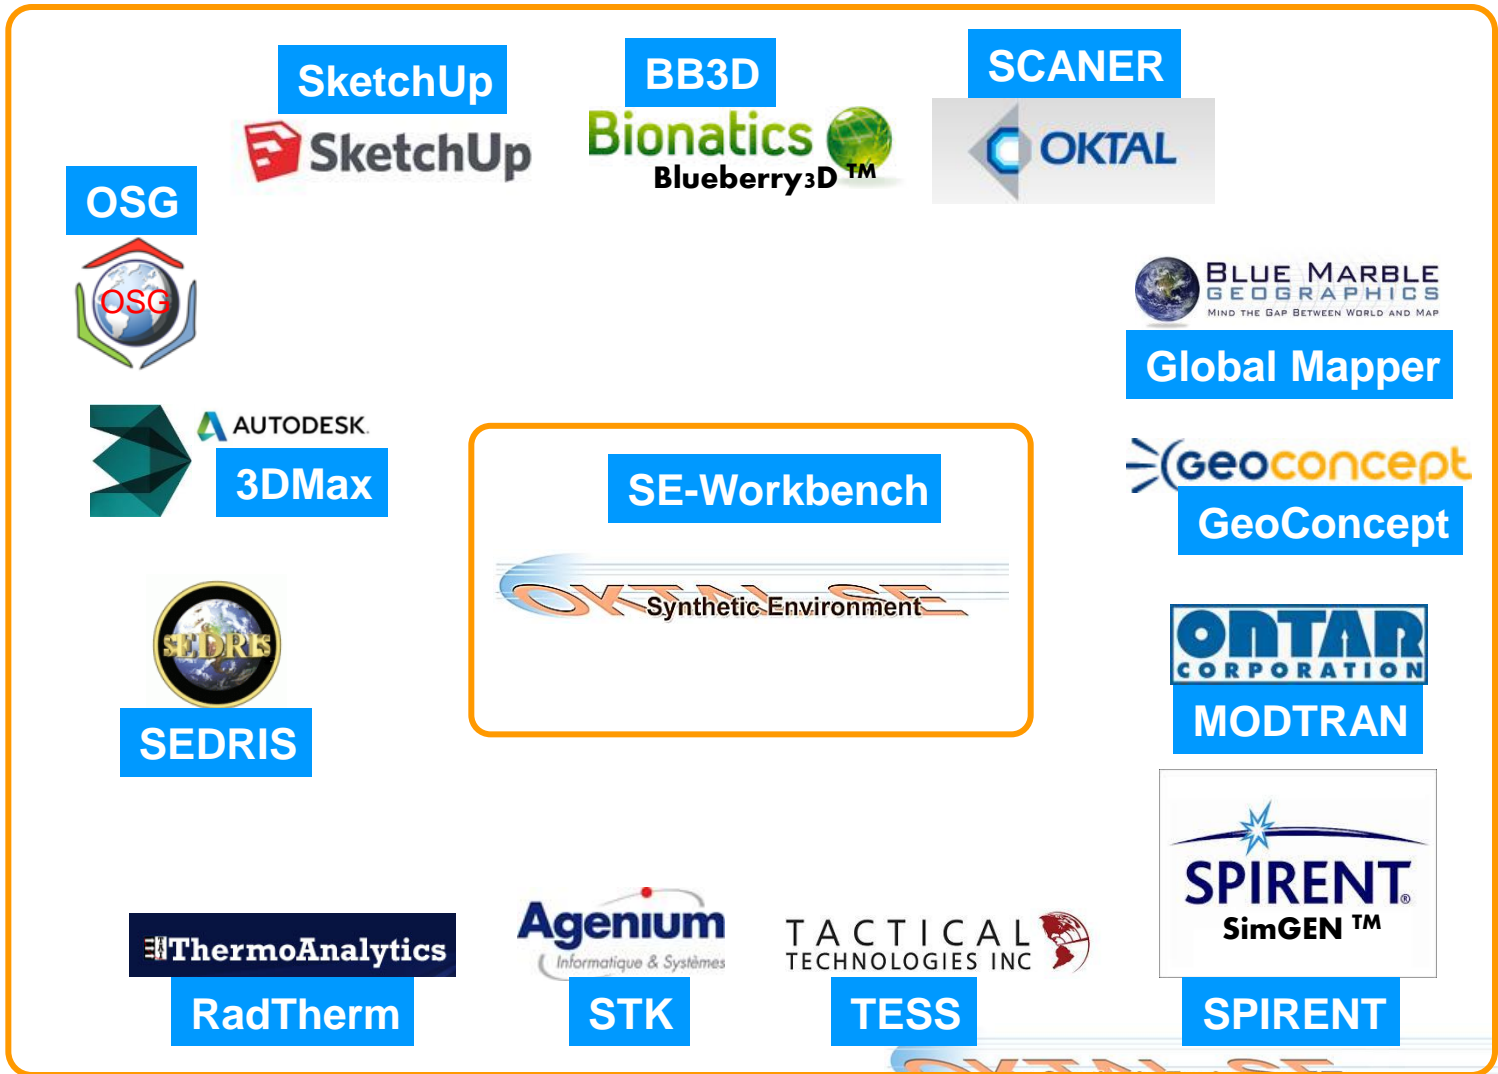 SketchUp
SketchUp
BB3D
Bionatics
Blueberry3D TM
SCANER
OKTAL
OSG
OSG
BLUE MARBLE
GEOGRAPHICS
MIND THE GAP BETWEEN WORLD AND MAP
Global Mapper
AUTODESK
3DMax
SE-Workbench
OKTAL-SE
Synthetic Environment
Geoconcept
GeoConcept
SEDRIS
SEDRIS
ONTAR
CORPORATION
MODTRAN
SPIRENT®
SimGEN TM
SPIRENT
ThermoAnalytics
RadTherm
Agenium
Informatique & Systèmes
STK
TACTICAL
TECHNOLOGIES INC
TESS